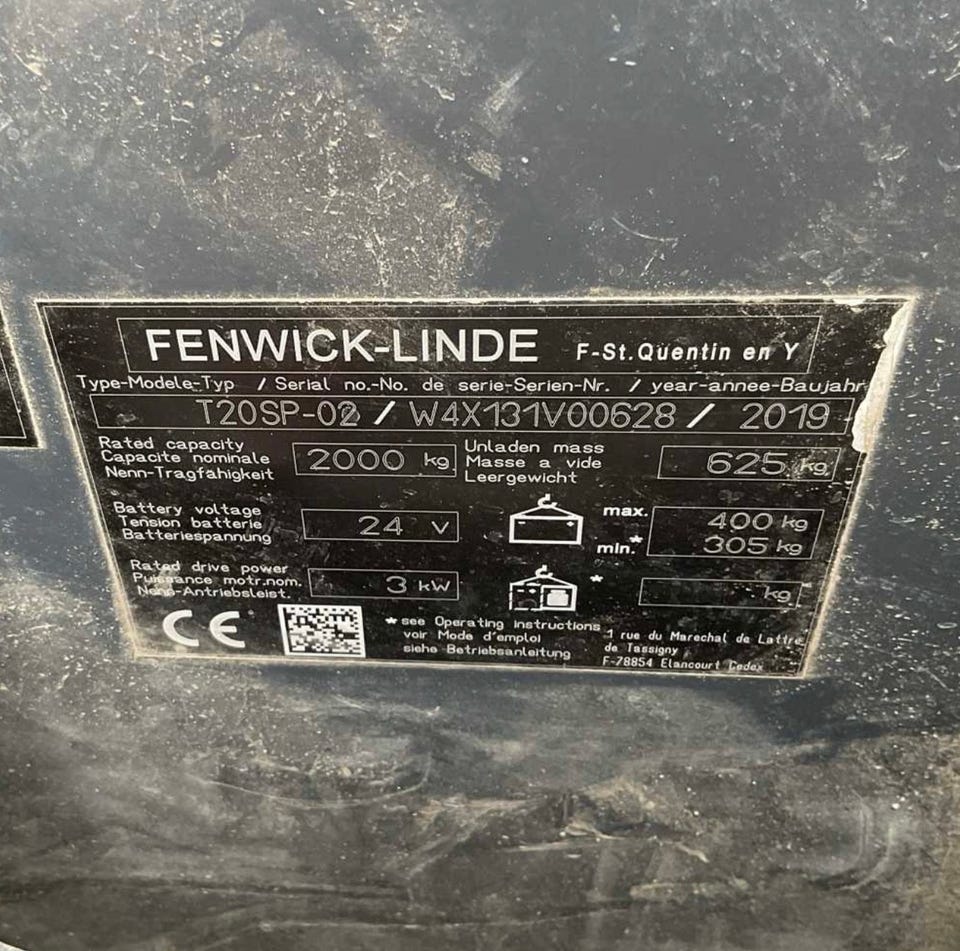 FENWICK-LINDE F-St.Quentin en Y
Type-Modele-Typ / Serial no.-No. de serie-Serien-Nr. / year-annee-Baujahr
T20SP-02 / W4X131V00628 / 2019
Rated capacity
Capacite nominale
Nenn-Tragfähigkeit
2000 kg
Unladen mass
Masse a vide
Leergewicht
625 kg
Battery voltage
Tension batterie
Batteriespannung
24 V
max. 400 kg
min.* 305 kg
Rated drive power
Puissance motr.nom.
Nenn-Antriebsleist.
3 kW
* kg
CE
*see Operating instructions
voir Mode d'emploi
siehe Betriebsanleitung
1 rue du Marechal de Lattre
de Tassigny
F-78854 Elancourt Cedex